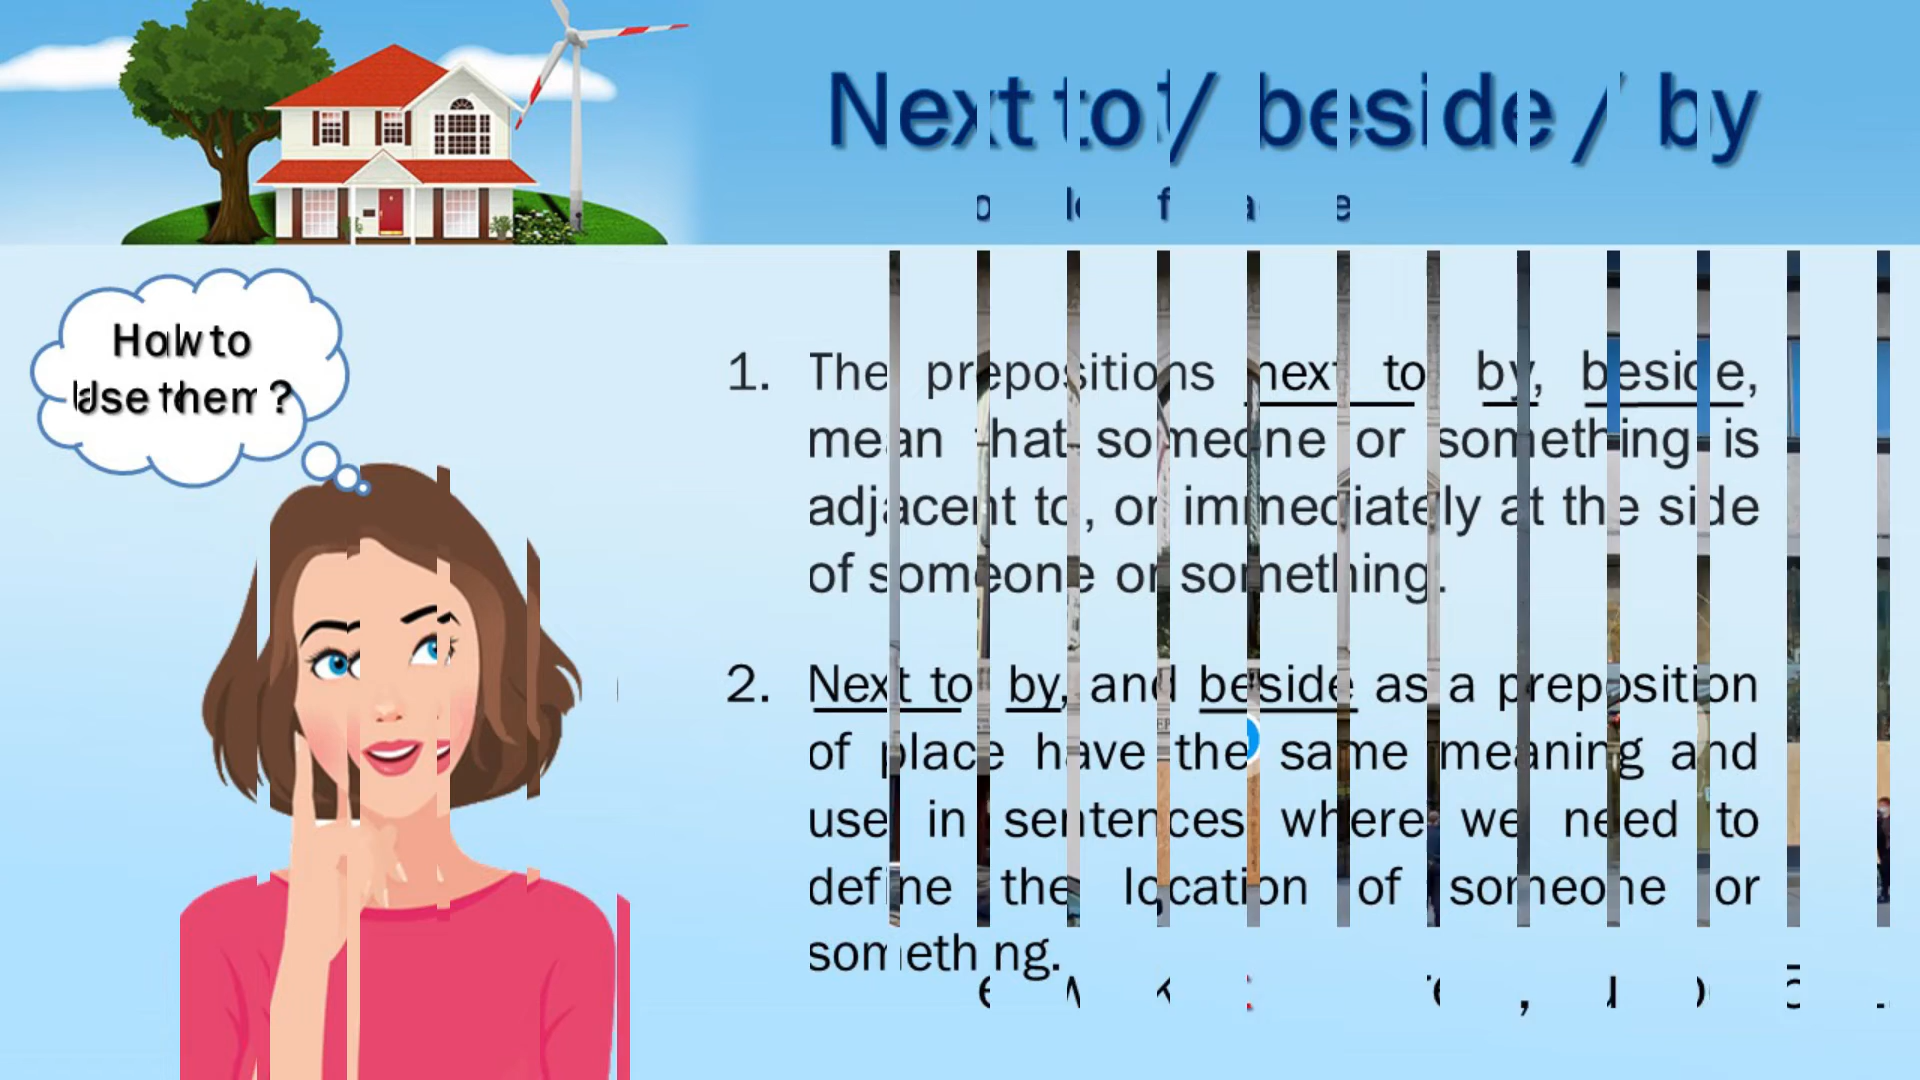 Next to / beside / by
How to
Use them ?
1. The prepositions next to, by, beside,
mean that someone or something is
adjacent to, or immediately at the side
of someone or something.
2. Next to, by, and beside as a preposition
of place have the same meaning and
use in sentences where we need to
define the location of someone or
something.